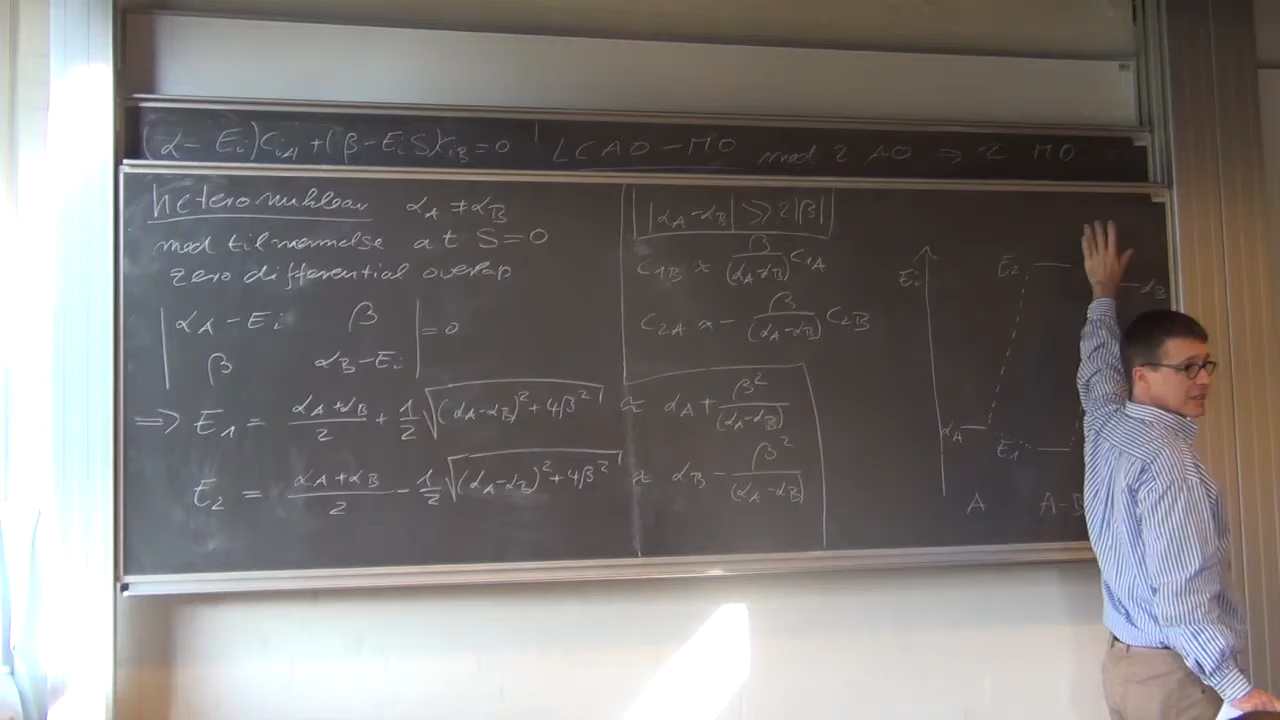 (α - Ei)CiA + (β - EiS)CiB = 0
LCAO - MO med 2 AO ⇒ 2 MO
heteronuklear αA ≠ αB
med tilnærmelse at S=0
zero differential overlap
| αA - Ei β |
| β αB - Ei | = 0
⇒ E1 = (αA + αB)/2 + 1/2 √((αA - αB)² + 4β²) ≈ αA + β²/(αA - αB)
E2 = (αA + αB)/2 - 1/2 √((αA - αB)² + 4β²) ≈ αB - β²/(αA - αB)
|αA - αB| ≫ 2|β|
C1B ≈ β/(αA - αB) C1A
C2A ≈ - β/(αA - αB) C2B
Ei
E2
αB
αA
E1
A
A-B